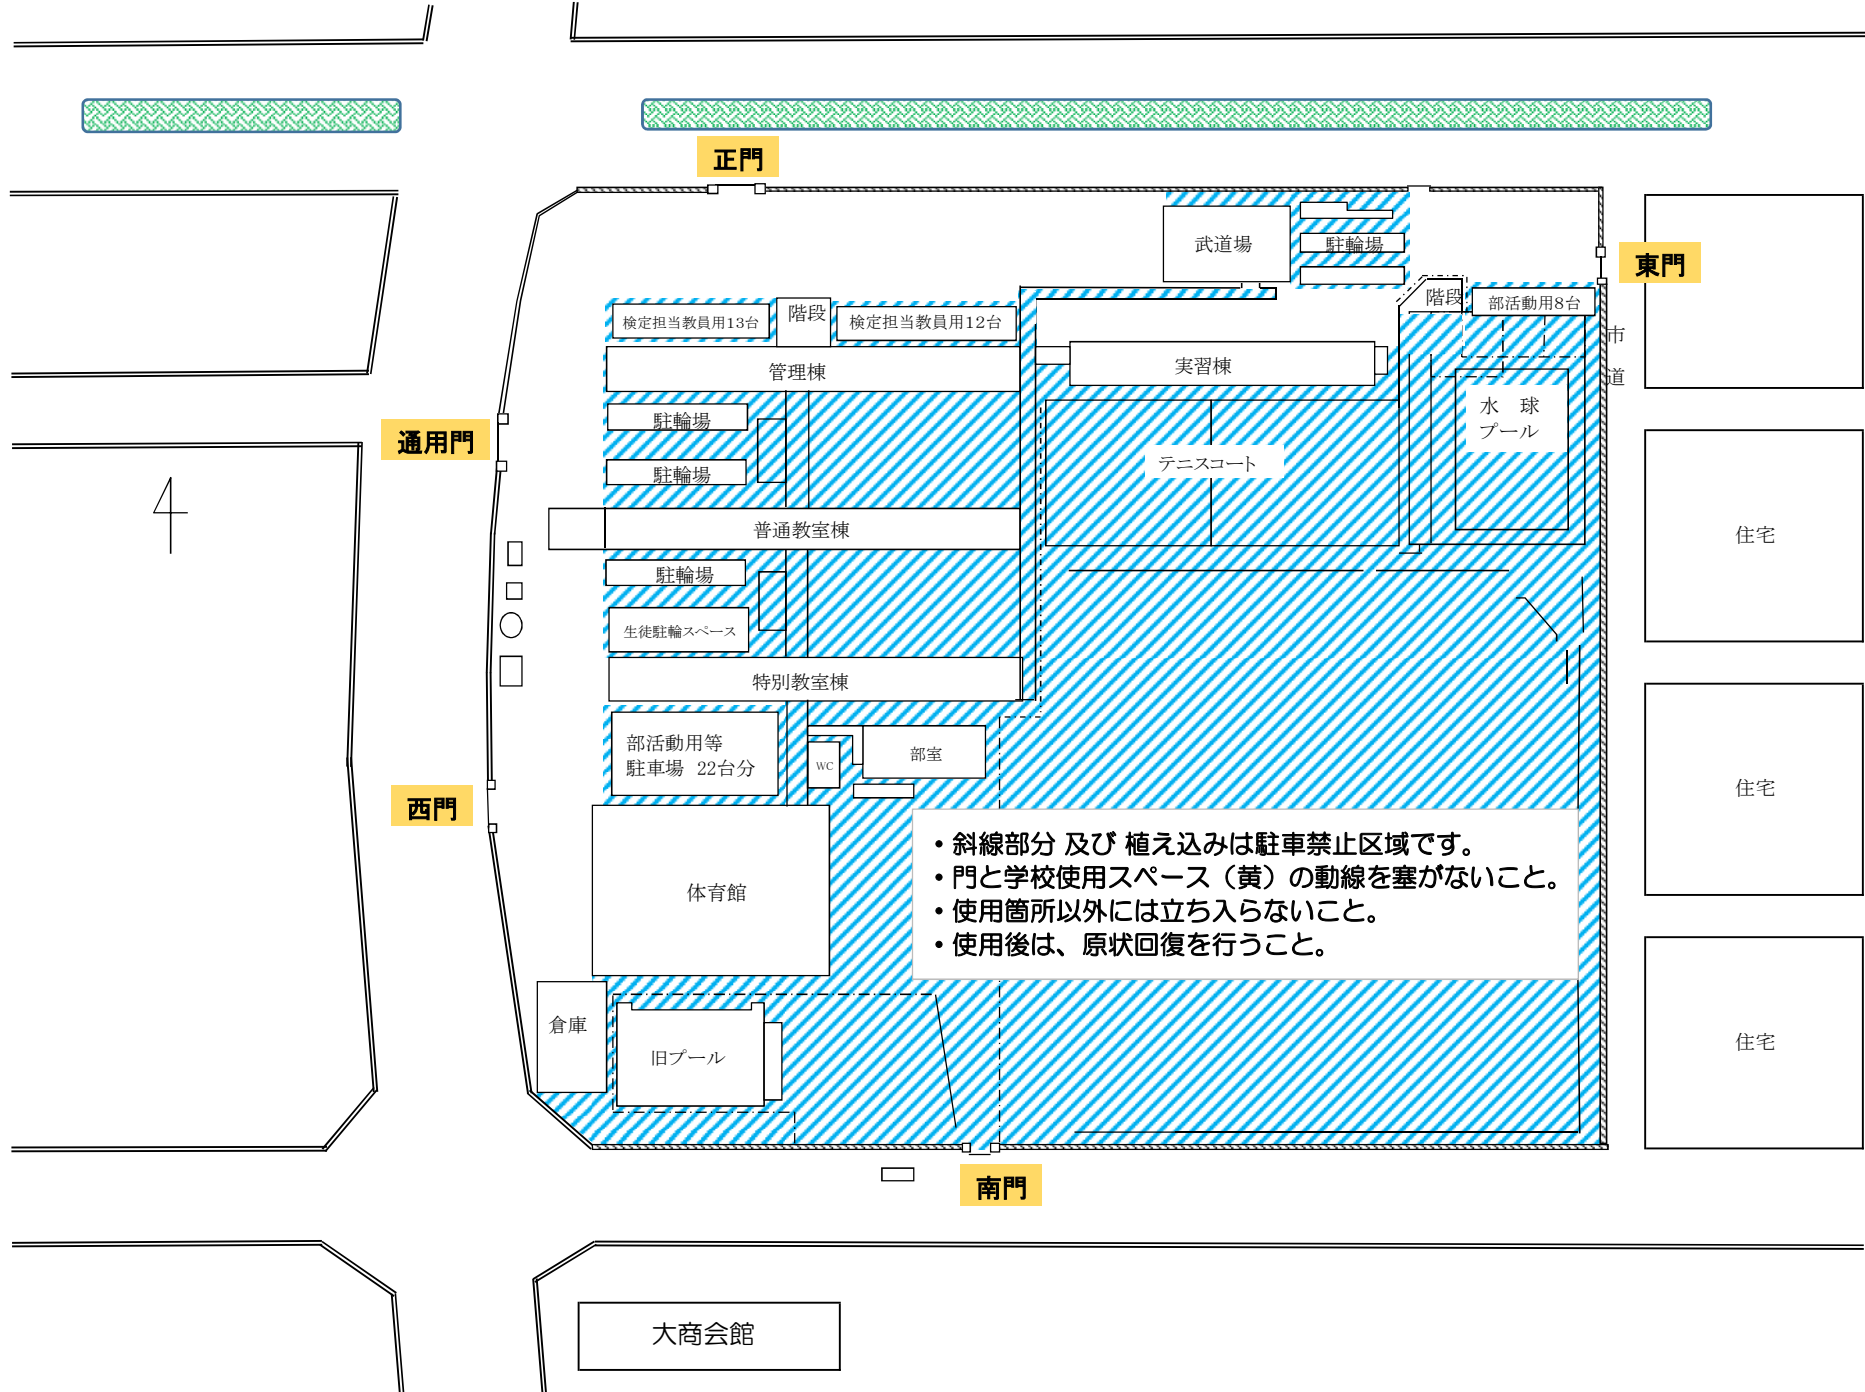 正門
武道場
駐輪場
東門
階段
部活動用8台
検定担当教員用13台
階段
検定担当教員用12台
市
道
管理棟
実習棟
駐輪場
水　球
プール
通用門
テニスコート
駐輪場
普通教室棟
住宅
駐輪場
生徒駐輪スペース
特別教室棟
部活動用等
駐車場 22台分
WC
部室
住宅
西門
・斜線部分 及び 植え込みは駐車禁止区域です。
・門と学校使用スペース（黄）の動線を塞がないこと。
・使用箇所以外には立ち入らないこと。
・使用後は、原状回復を行うこと。
体育館
倉庫
旧プール
住宅
南門
大商会館